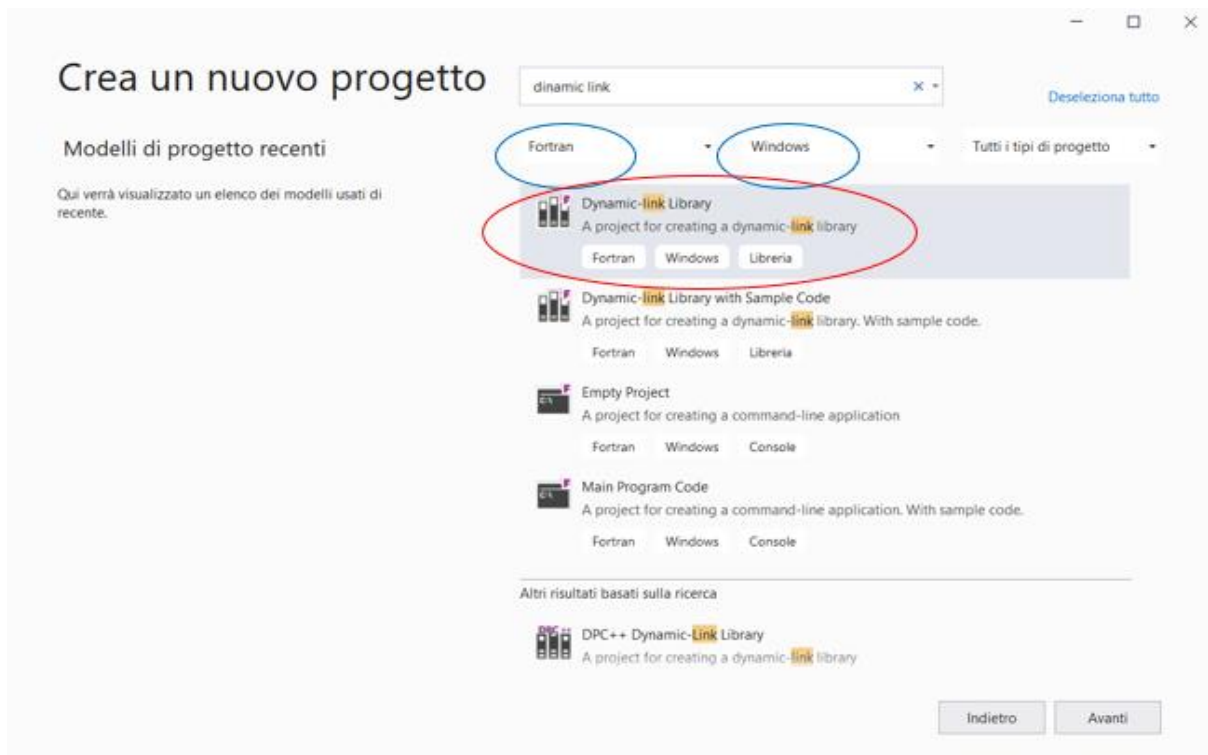 Crea un nuovo progetto
dinamic link
Deseleziona tutto
Modelli di progetto recenti
Qui verrà visualizzato un elenco dei modelli usati di
recente.
Fortran
Windows
Tutti i tipi di progetto
Dynamic-link Library
A project for creating a dynamic-link library
Fortran Windows Libreria
Dynamic-link Library with Sample Code
A project for creating a dynamic-link library. With sample code.
Fortran Windows Libreria
Empty Project
A project for creating a command-line application
Fortran Windows Console
Main Program Code
A project for creating a command-line application. With sample code.
Fortran Windows Console
Altri risultati basati sulla ricerca
DPC++ Dynamic-Link Library
A project for creating a dynamic-link library
Indietro
Avanti